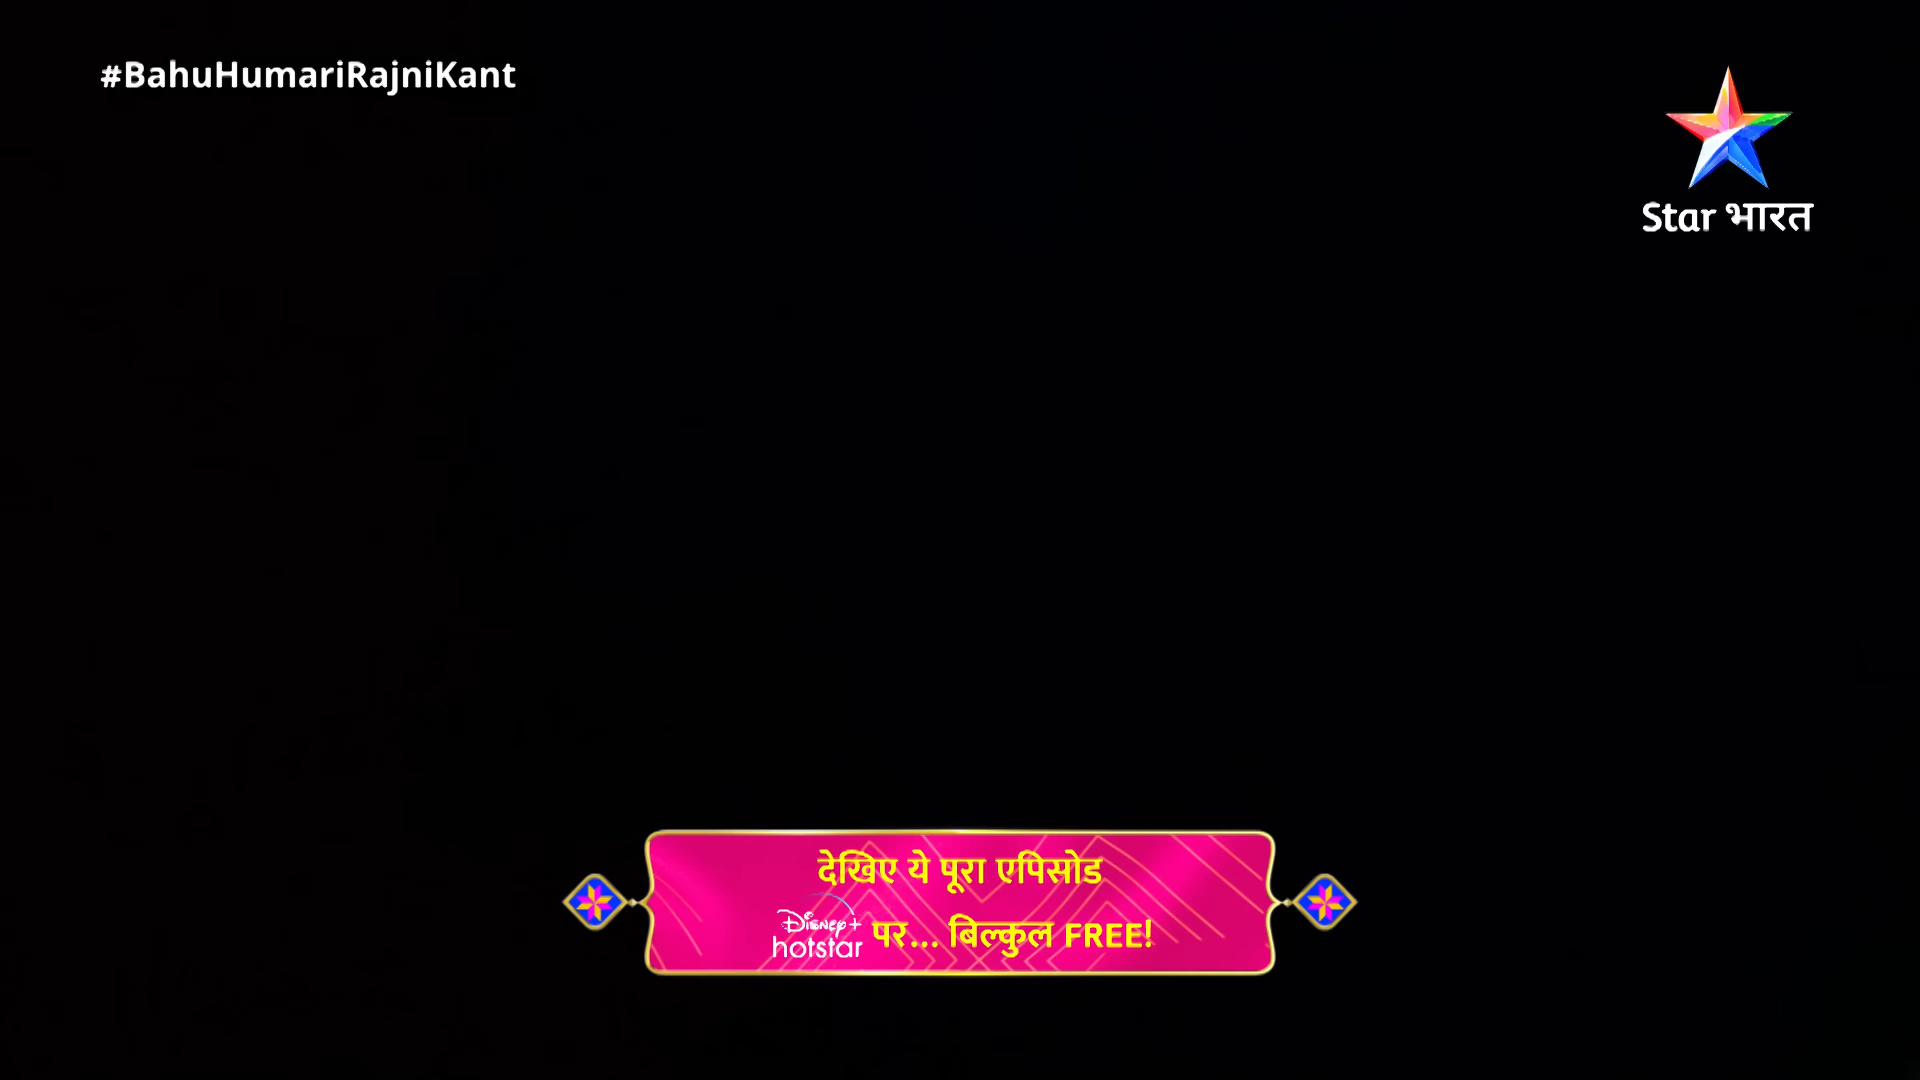 #BahuHumariRajniKant
Star भारत
देखिए ये पूरा एपिसोड
Disney+ hotstar पर... बिल्कुल FREE!